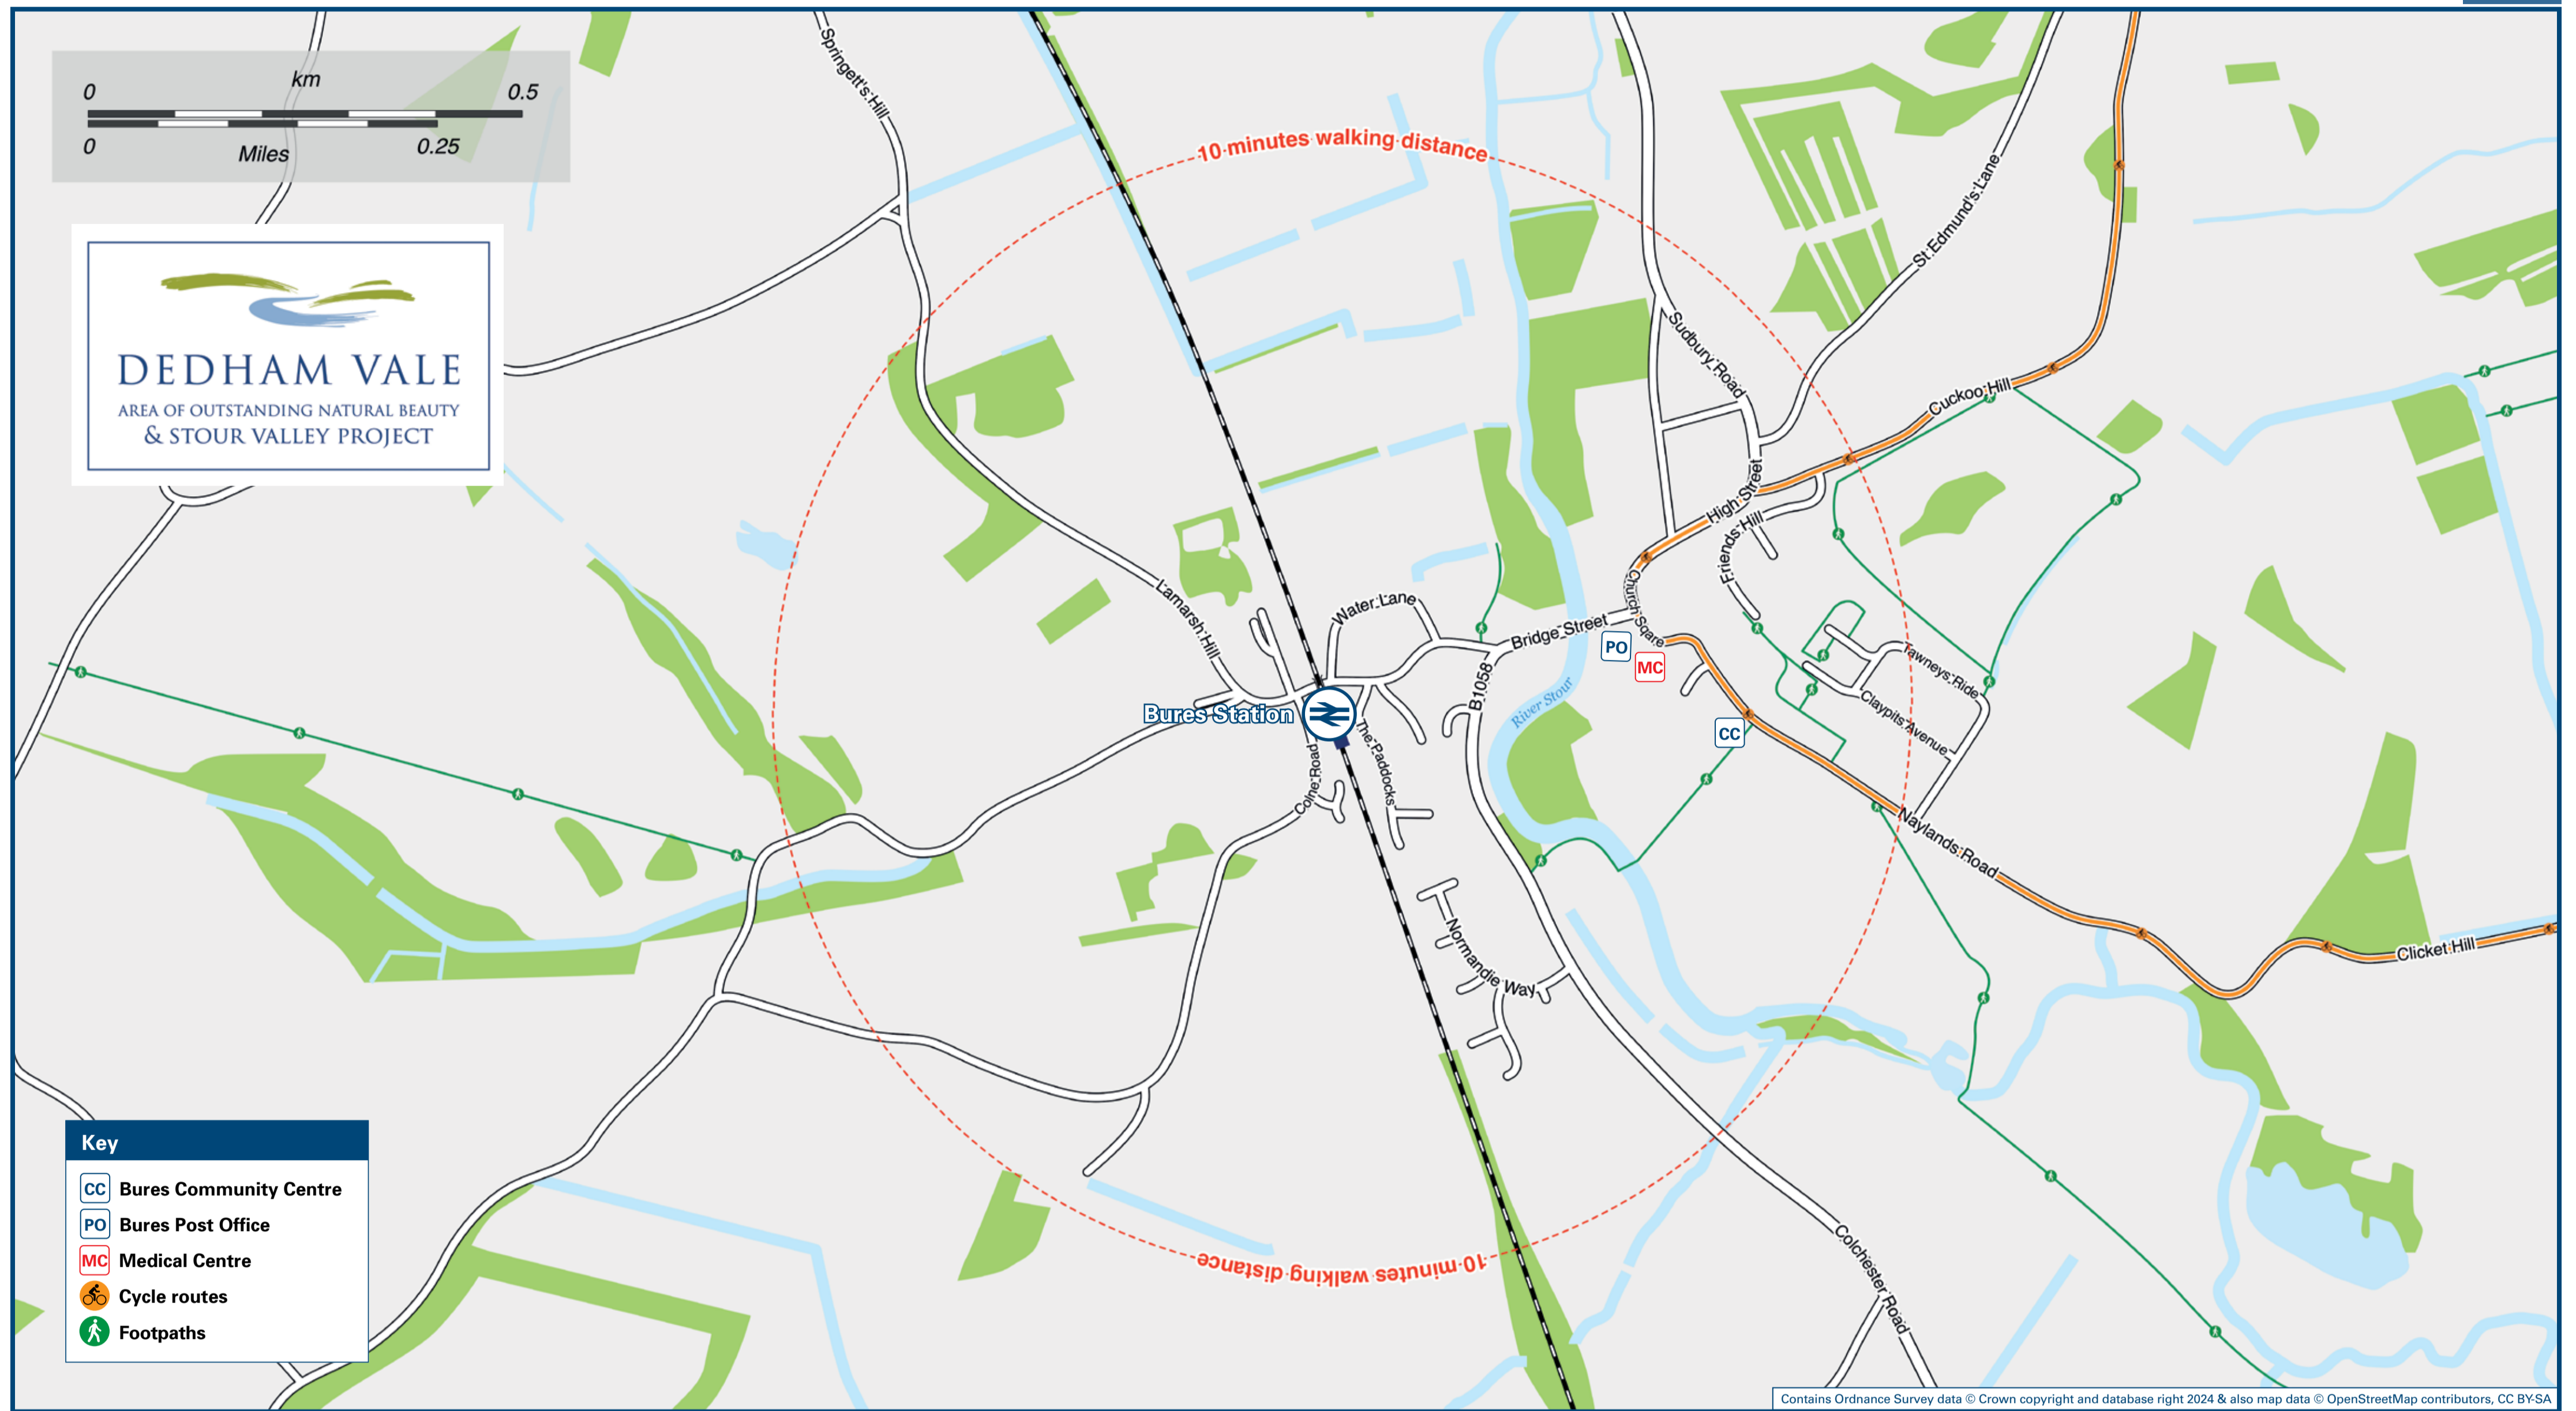 km
0 0.5
0 Miles 0.25
DEDHAM VALE
AREA OF OUTSTANDING NATURAL BEAUTY
& STOUR VALLEY PROJECT
Springett's Hill
10 minutes walking distance
St Edmund's Lane
Sudbury Road
Cuckoo Hill
High Street
Friends Hill
Church Sqare
Lamarsh Hill
Water Lane
Bridge Street
PO
MC
B1058
River Stour
Tawneys Ride
Claypits Avenue
Bures Station
CC
The Paddocks
Colne Road
Naylands Road
Normandie Way
Clicket Hill
10 minutes walking distance
Colchester Road
Key
CC Bures Community Centre
PO Bures Post Office
MC Medical Centre
Cycle routes
Footpaths
Contains Ordnance Survey data © Crown copyright and database right 2024 & also map data © OpenStreetMap contributors, CC BY-SA